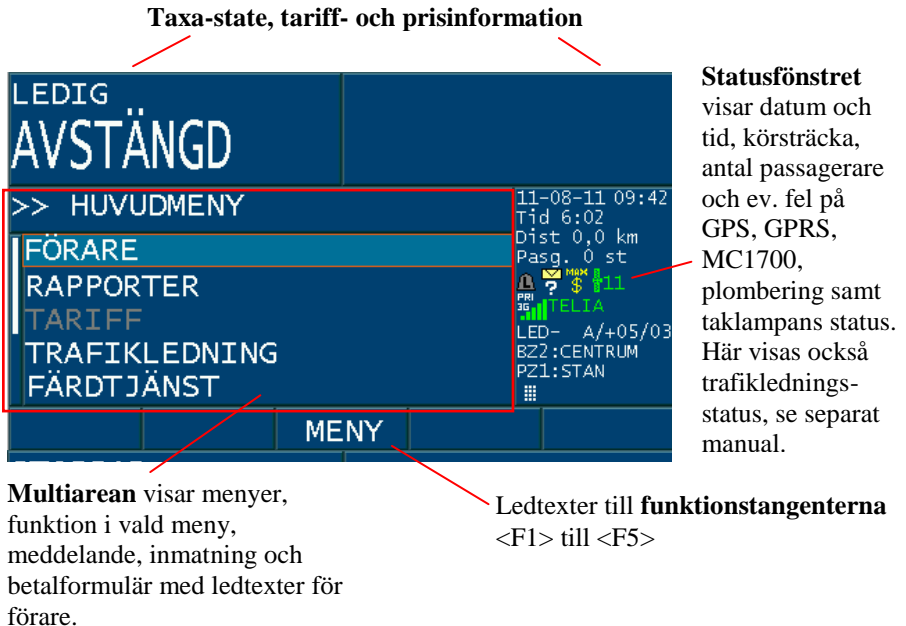 Taxa-state, tariff- och prisinformation
LEDIG
AVSTÄNGD
>> HUVUDMENY
FÖRARE
RAPPORTER
TARIFF
TRAFIKLEDNING
FÄRDTJÄNST
11-08-11 09:42
Tid 6:02
Dist 0,0 km
Pasg. 0 st
? MAX $ 11
PRI
3G TELIA
LED- A/+05/03
BZ2:CENTRUM
PZ1:STAN
MENY
Statusfönstret
visar datum och
tid, körsträcka,
antal passagerare
och ev. fel på
GPS, GPRS,
MC1700,
plombering samt
taklampans status.
Här visas också
trafiklednings-
status, se separat
manual.
Multiarean visar menyer,
funktion i vald meny,
meddelande, inmatning och
betalformulär med ledtexter för
förare.
Ledtexter till funktionstangenterna
<F1> till <F5>